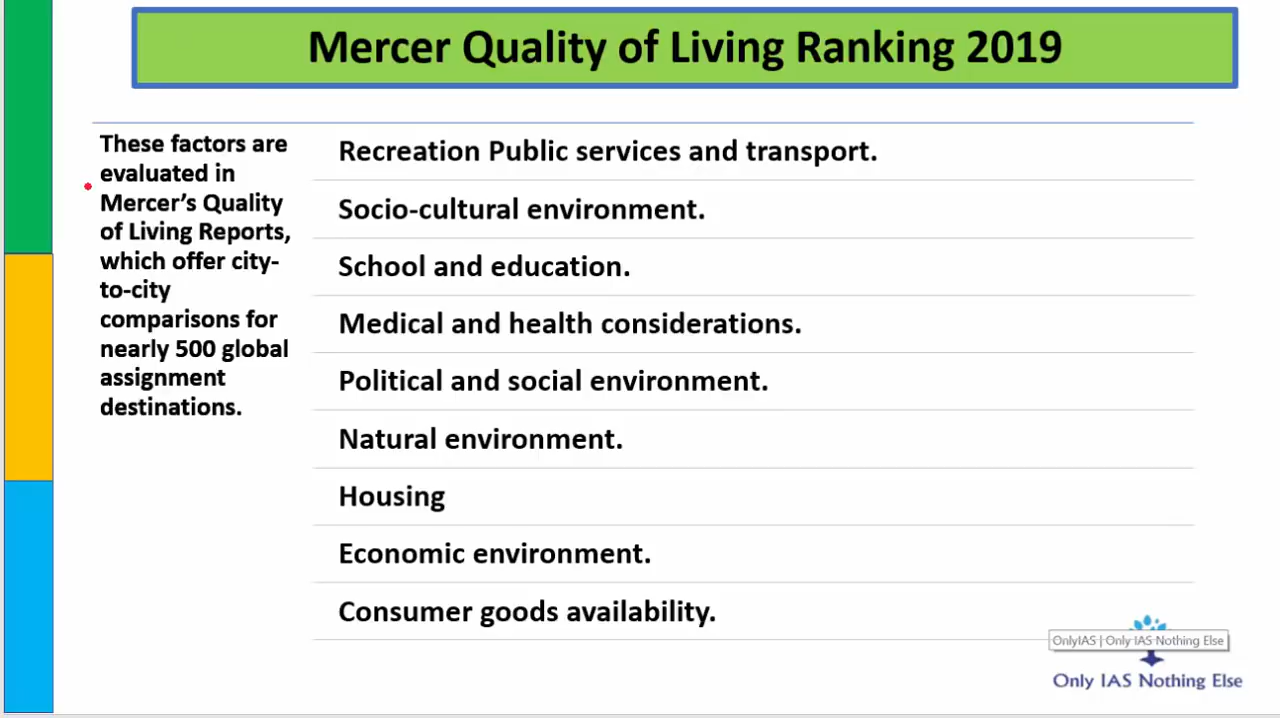 Mercer Quality of Living Ranking 2019
These factors are
evaluated in
Mercer's Quality
of Living Reports,
which offer city-
to-city
comparisons for
nearly 500 global
assignment
destinations.
Recreation Public services and transport.
Socio-cultural environment.
School and education.
Medical and health considerations.
Political and social environment.
Natural environment.
Housing
Economic environment.
Consumer goods availability.
OnlyIAS | Only IAS Nothing Else
Only IAS Nothing Else